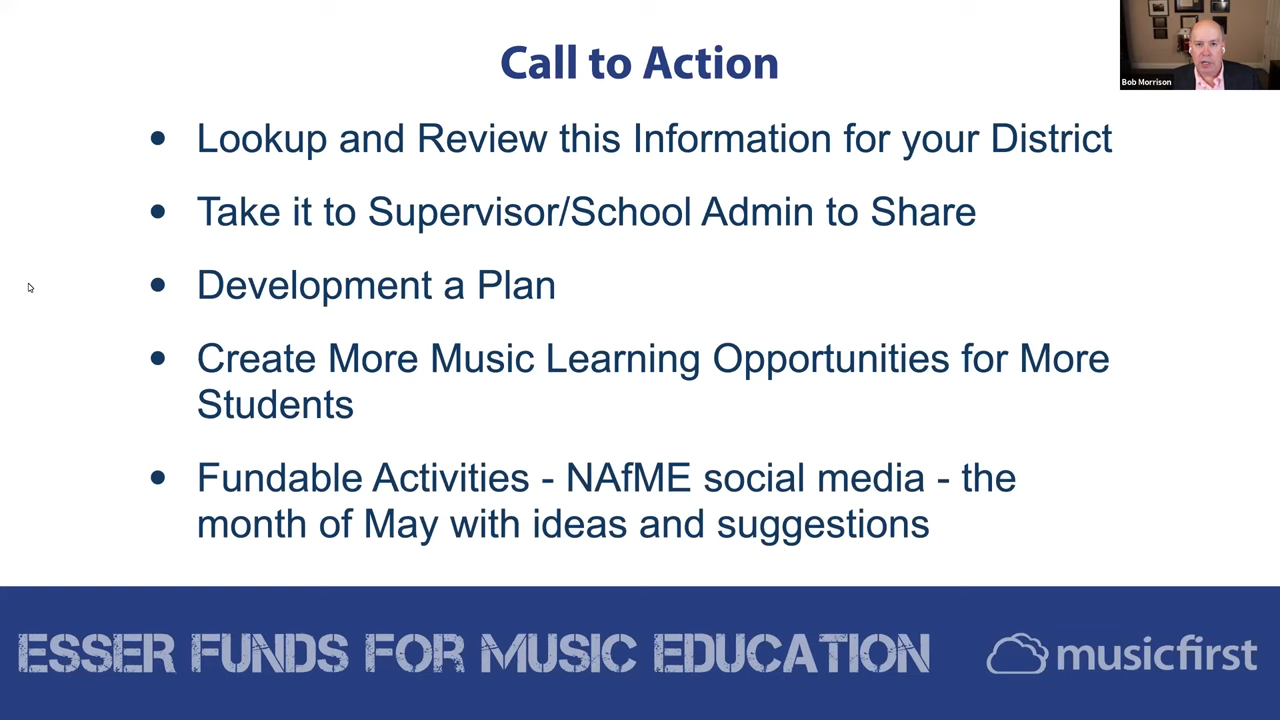 Call to Action
Bob Morrison
• Lookup and Review this Information for your District
• Take it to Supervisor/School Admin to Share
• Development a Plan
• Create More Music Learning Opportunities for More
Students
• Fundable Activities - NAfME social media - the
month of May with ideas and suggestions
ESSER FUNDS FOR MUSIC EDUCATION
musicfirst